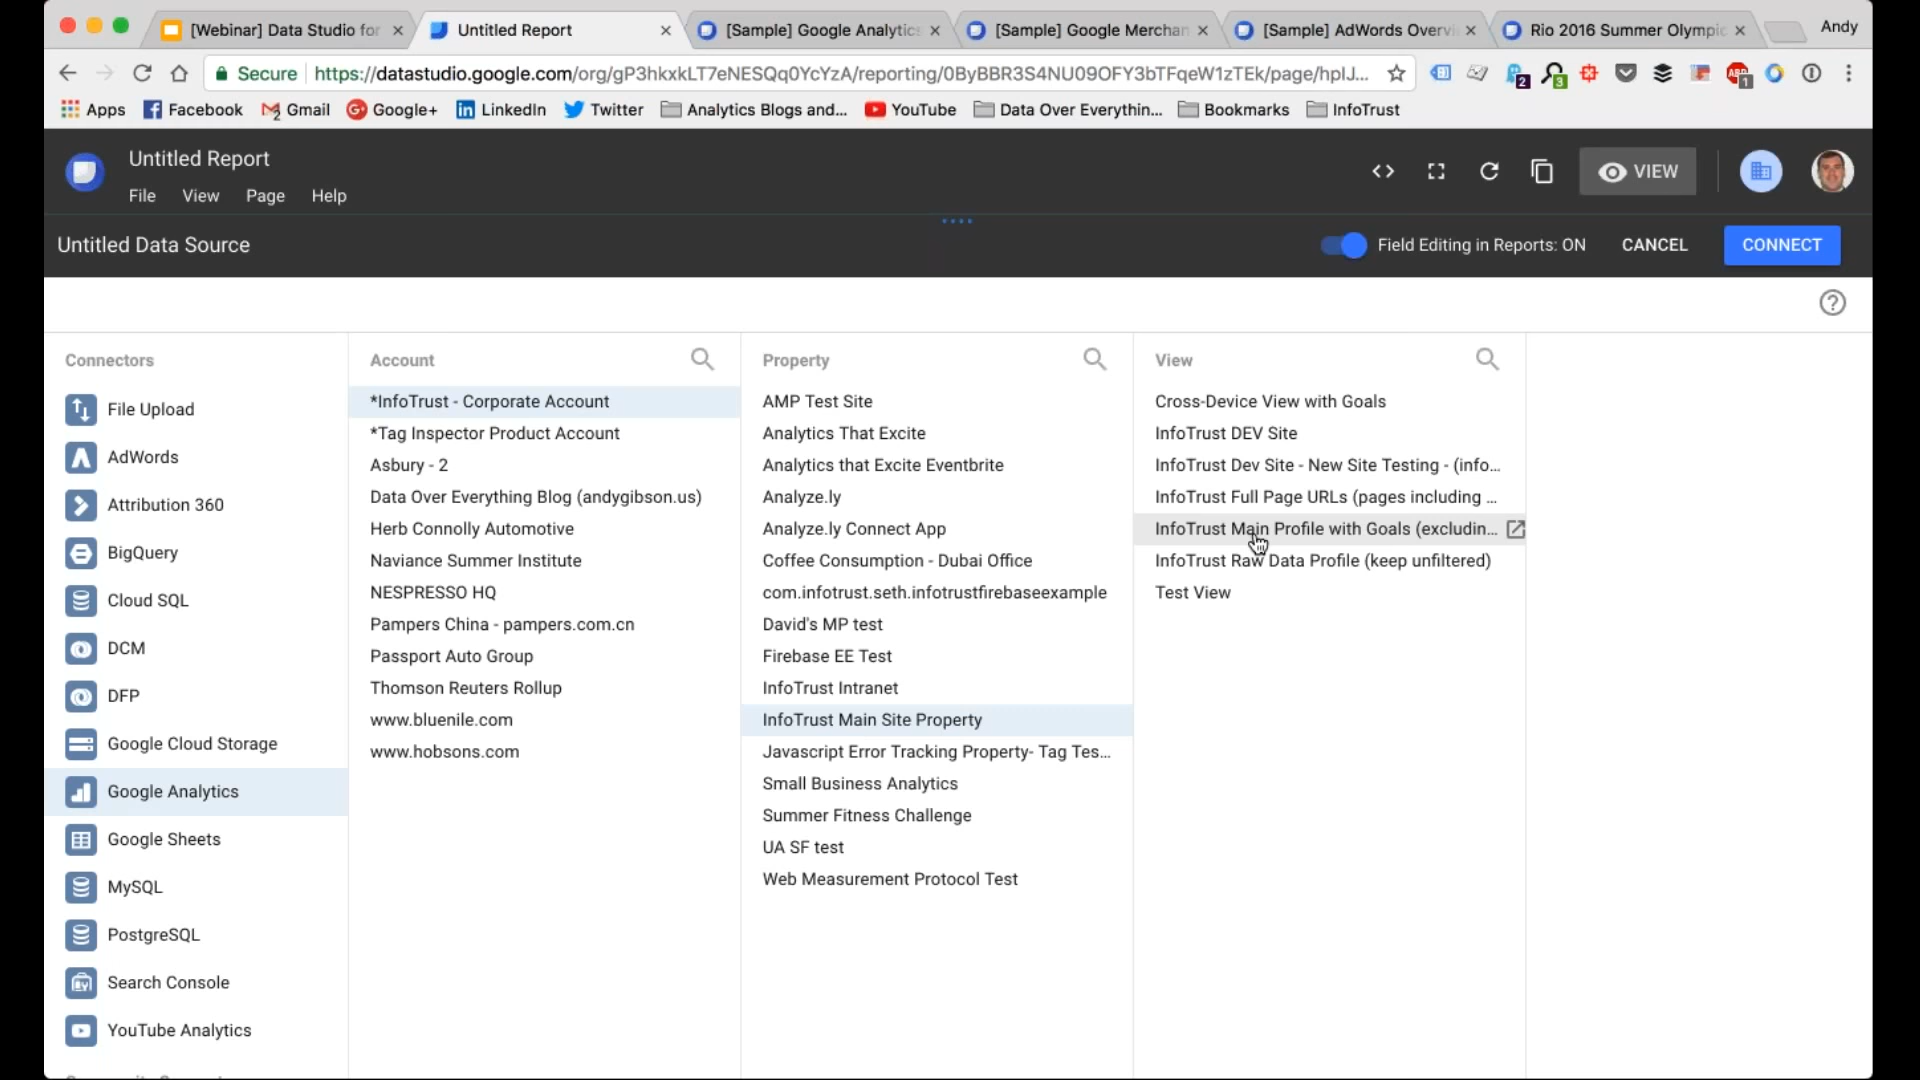 [Webinar] Data Studio for
Untitled Report
[Sample] Google Analytics
[Sample] Google Merchan
[Sample] AdWords Overvi
Rio 2016 Summer Olympic
Andy
Secure
https://datastudio.google.com/org/gP3hkxkLT7eNESQq0YcYzA/reporting/0ByBBR3S4NU09OFY3bTFqeW1zTEk/page/hpIJ...
2
3
1
Apps
Facebook
Gmail
Google+
LinkedIn
Twitter
Analytics Blogs and...
YouTube
Data Over Everythin...
Bookmarks
InfoTrust
Untitled Report
File
View
Page
Help
VIEW
Untitled Data Source
Field Editing in Reports: ON
CANCEL
CONNECT
Connectors
File Upload
AdWords
Attribution 360
BigQuery
Cloud SQL
DCM
DFP
Google Cloud Storage
Google Analytics
Google Sheets
MySQL
PostgreSQL
Search Console
YouTube Analytics
Account
*InfoTrust - Corporate Account
*Tag Inspector Product Account
Asbury - 2
Data Over Everything Blog (andygibson.us)
Herb Connolly Automotive
Naviance Summer Institute
NESPRESSO HQ
Pampers China - pampers.com.cn
Passport Auto Group
Thomson Reuters Rollup
www.bluenile.com
www.hobsons.com
Property
AMP Test Site
Analytics That Excite
Analytics that Excite Eventbrite
Analyze.ly
Analyze.ly Connect App
Coffee Consumption - Dubai Office
com.infotrust.seth.infotrustfirebaseexample
David's MP test
Firebase EE Test
InfoTrust Intranet
InfoTrust Main Site Property
Javascript Error Tracking Property- Tag Tes...
Small Business Analytics
Summer Fitness Challenge
UA SF test
Web Measurement Protocol Test
View
Cross-Device View with Goals
InfoTrust DEV Site
InfoTrust Dev Site - New Site Testing - (info...
InfoTrust Full Page URLs (pages including ...
InfoTrust Main Profile with Goals (excludin...
InfoTrust Raw Data Profile (keep unfiltered)
Test View